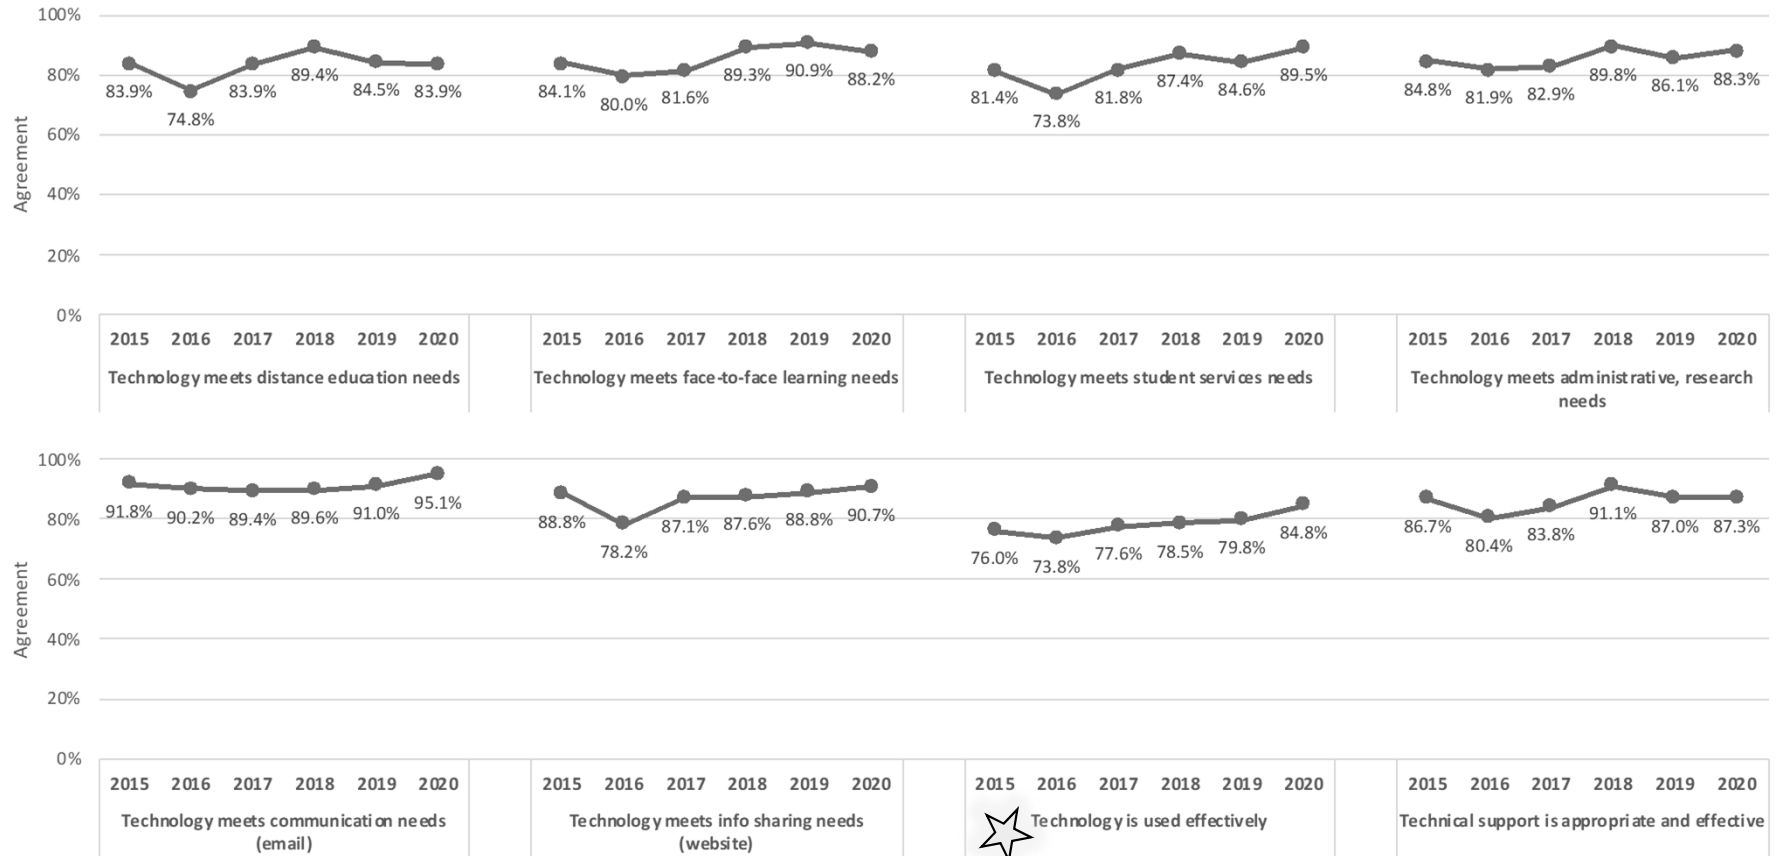 100%
80%
60%
40%
20%
0%
Agreement
83.9% 74.8% 83.9% 89.4% 84.5% 83.9%
84.1% 80.0% 81.6% 89.3% 90.9% 88.2%
81.4% 73.8% 81.8% 87.4% 84.6% 89.5%
84.8% 81.9% 82.9% 89.8% 86.1% 88.3%
2015 2016 2017 2018 2019 2020
Technology meets distance education needs
2015 2016 2017 2018 2019 2020
Technology meets face-to-face learning needs
2015 2016 2017 2018 2019 2020
Technology meets student services needs
2015 2016 2017 2018 2019 2020
Technology meets administrative, research
needs
100%
80%
60%
40%
20%
0%
Agreement
91.8% 90.2% 89.4% 89.6% 91.0% 95.1%
88.8% 78.2% 87.1% 87.6% 88.8% 90.7%
76.0% 73.8% 77.6% 78.5% 79.8% 84.8%
86.7% 80.4% 83.8% 91.1% 87.0% 87.3%
2015 2016 2017 2018 2019 2020
Technology meets communication needs
(email)
2015 2016 2017 2018 2019 2020
Technology meets info sharing needs
(website)
2015 2016 2017 2018 2019 2020
Technology is used effectively
2015 2016 2017 2018 2019 2020
Technical support is appropriate and effective